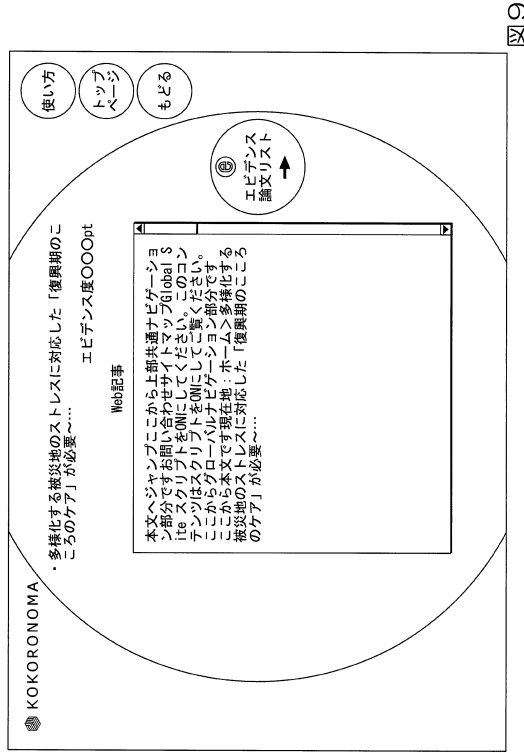 KOKORONOMA
使い方
トップ
ページ
もどる
・多様化する被災地のストレスに対応した「復興期のこ
ころのケア」が必要～…
エビデンス度○○○pt
Web記事
本文へジャンプここから上部共通ナビゲーショ
ン部分ですお問い合わせサイトマップGlobal S
ite スクリプトをONにしてください。このコン
テンツはスクリプトをONにしてご覧ください。
ここからグローバルナビゲーション部分です
ここから本文です現在地：ホーム＞多様化する
被災地のストレスに対応した「復興期のこころ
のケア」が必要～…
ⓔ
エビデンス
論文リスト
図９